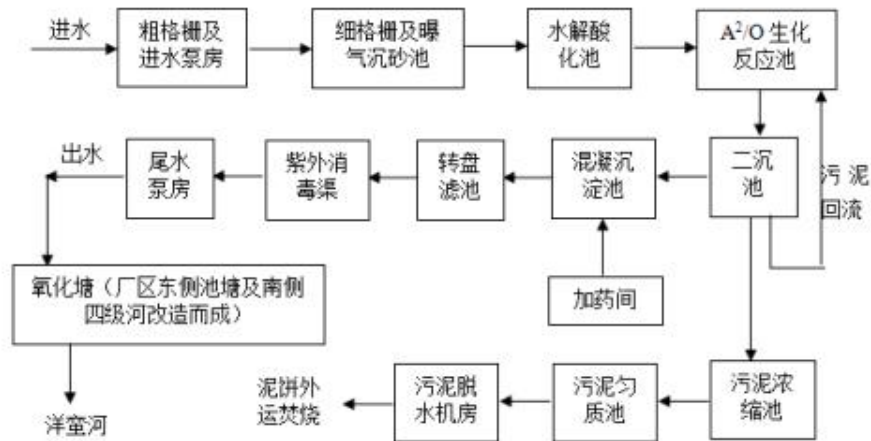 进水
粗格栅及
进水泵房
细格栅及曝
气沉砂池
水解酸
化池
A²/O 生化
反应池
出水
尾水
泵房
紫外消
毒渠
转盘
滤池
混凝沉
淀池
二沉
池
污 泥
回流
氧化塘（厂区东侧池塘及南侧
四级河改造而成）
加药间
洋蛮河
泥饼外
运焚烧
污泥脱
水机房
污泥匀
质池
污泥浓
缩池